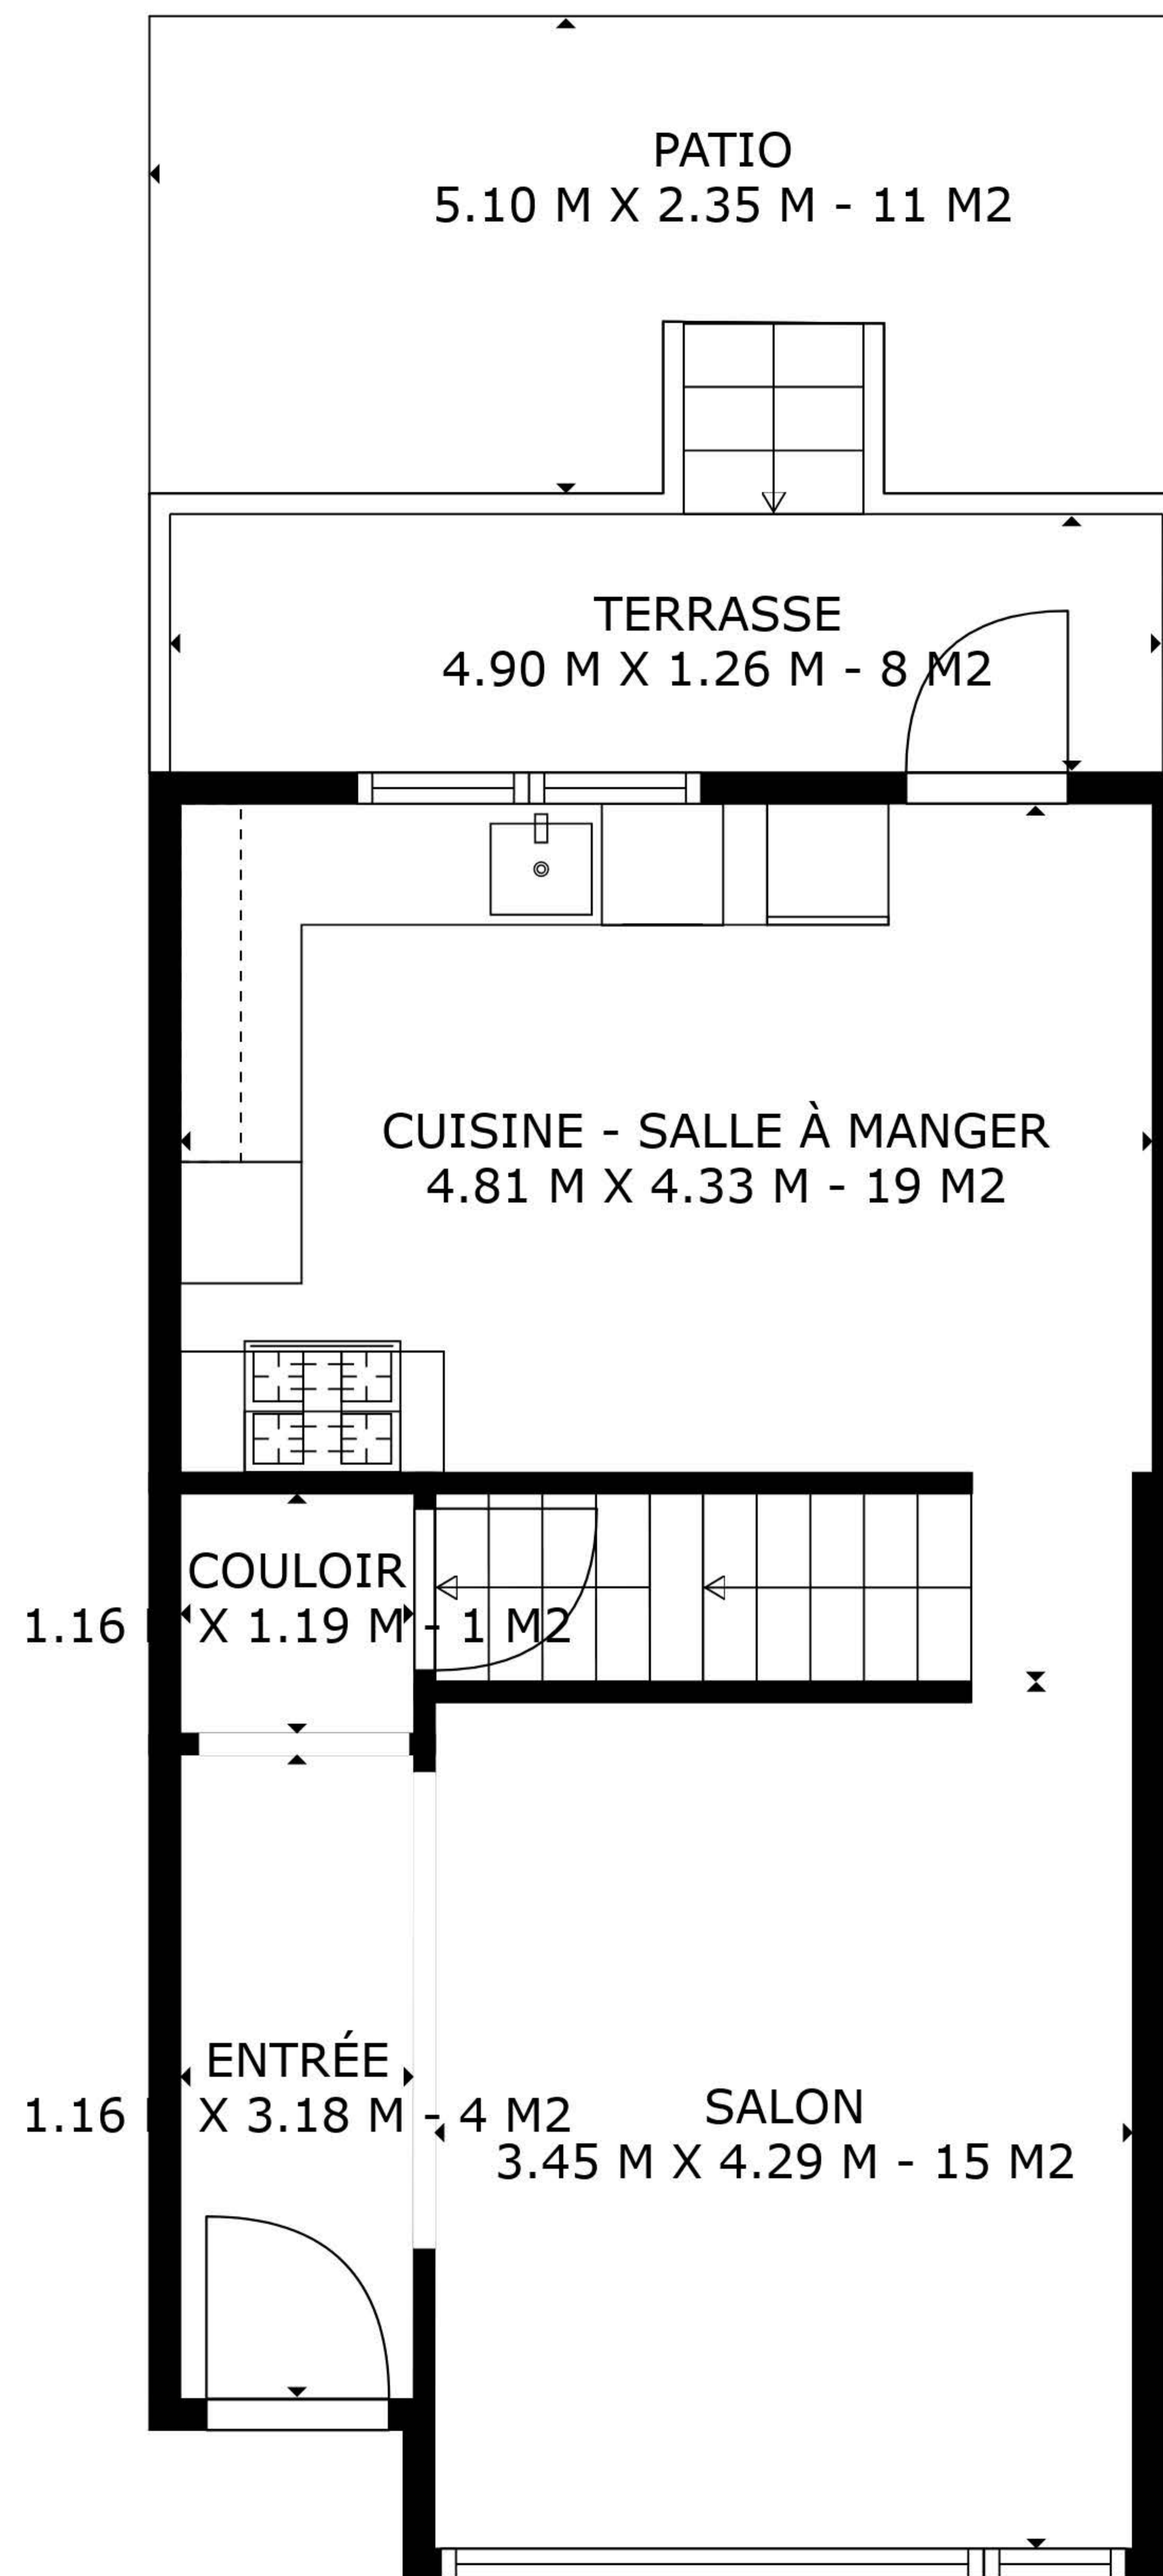 PATIO
5.10 M X 2.35 M - 11 M2
TERRASSE
4.90 M X 1.26 M - 8 M2
CUISINE - SALLE À MANGER
4.81 M X 4.33 M - 19 M2
COULOIR
1.16 M X 1.19 M - 1 M2
ENTRÉE
1.16 M X 3.18 M - 4 M2
SALON
3.45 M X 4.29 M - 15 M2